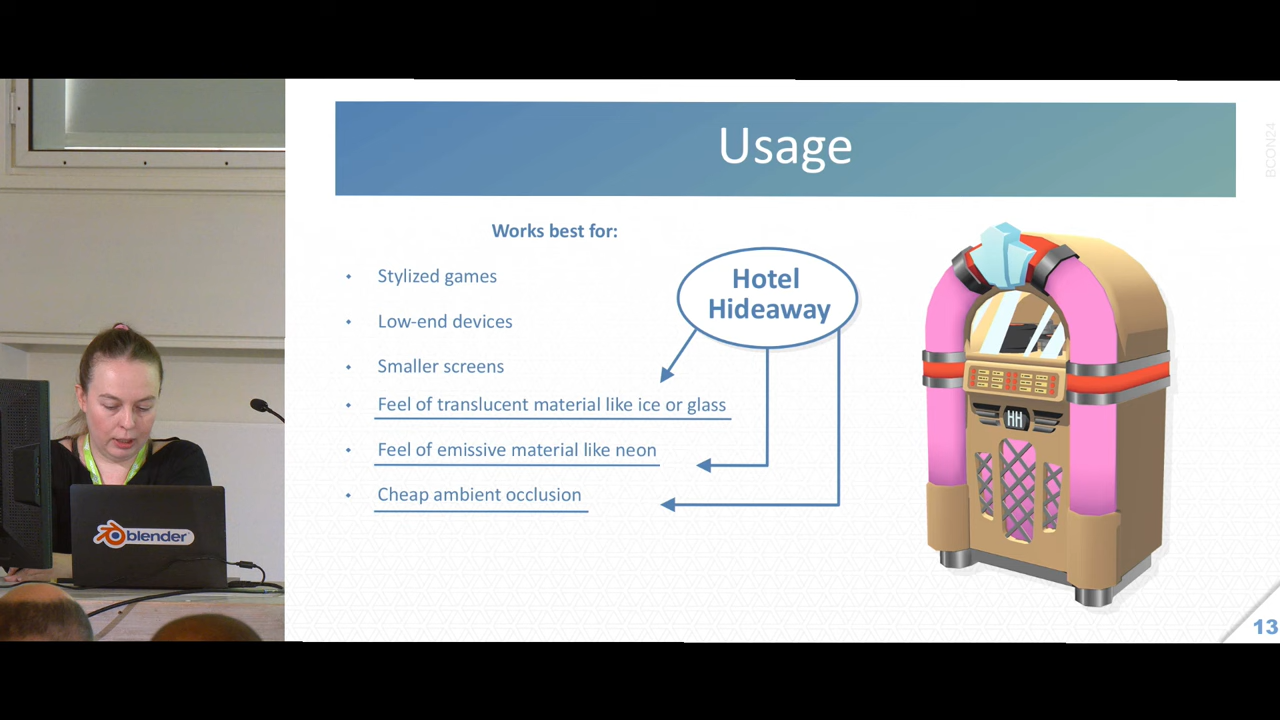 Usage
BCON24
Works best for:
Stylized games
Low-end devices
Smaller screens
Feel of translucent material like ice or glass
Feel of emissive material like neon
Cheap ambient occlusion
Hotel
Hideaway
HH
blender
13